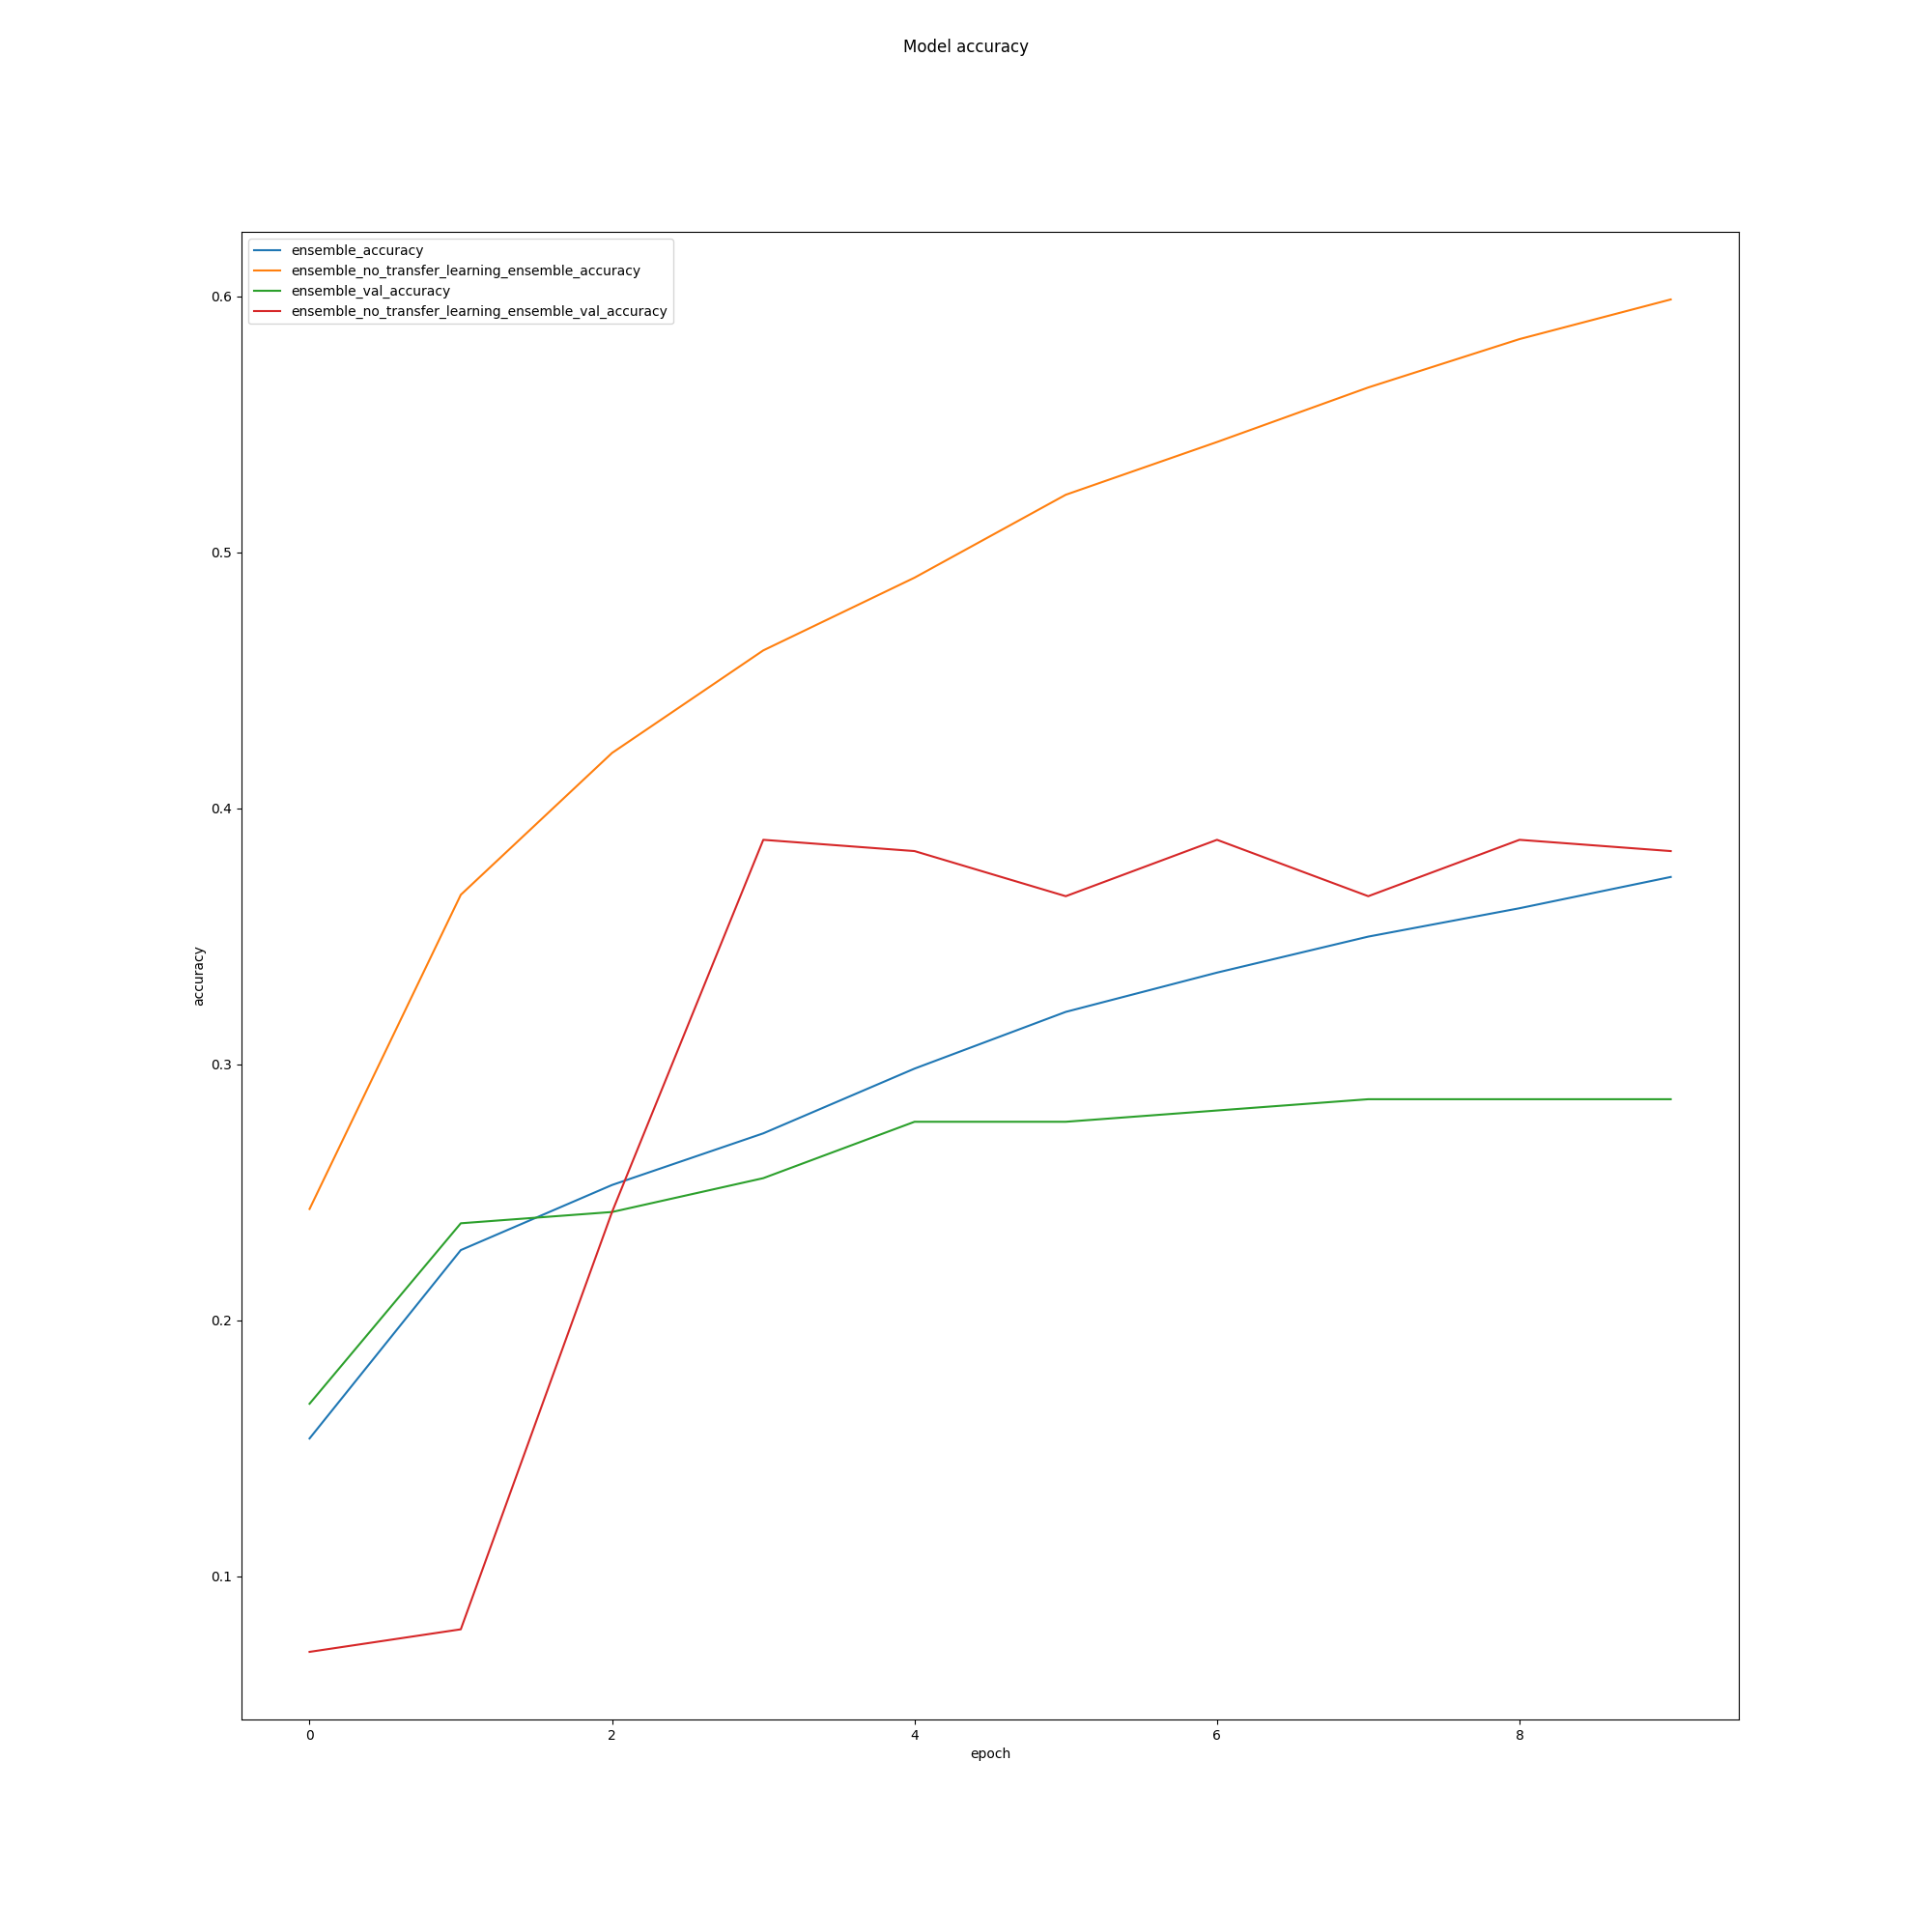 Model accuracy
ensemble_accuracy
ensemble_no_transfer_learning_ensemble_accuracy
ensemble_val_accuracy
ensemble_no_transfer_learning_ensemble_val_accuracy
0.6
0.5
0.4
0.3
0.2
0.1
accuracy
0 2 4 6 8
epoch